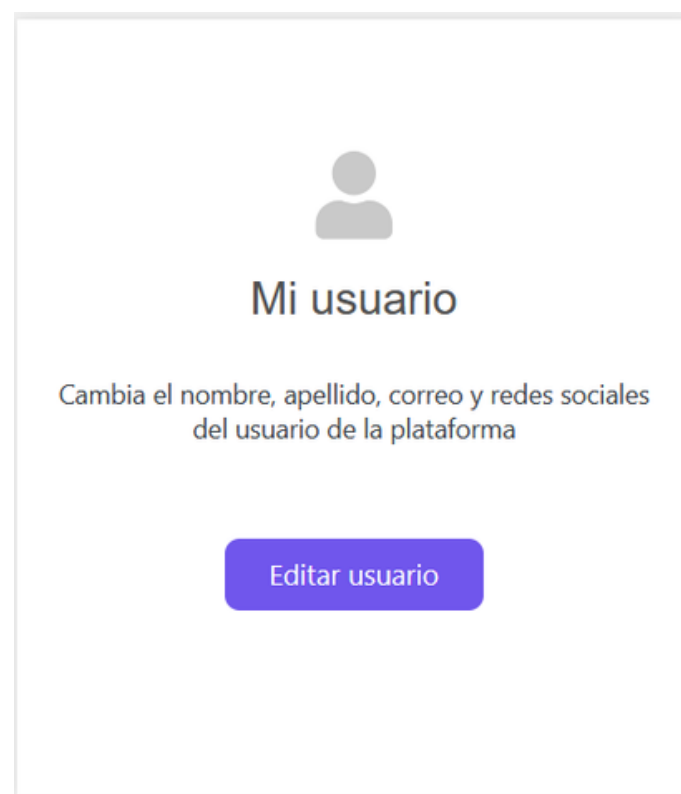 Mi usuario
Cambia el nombre, apellido, correo y redes sociales
del usuario de la plataforma
Editar usuario